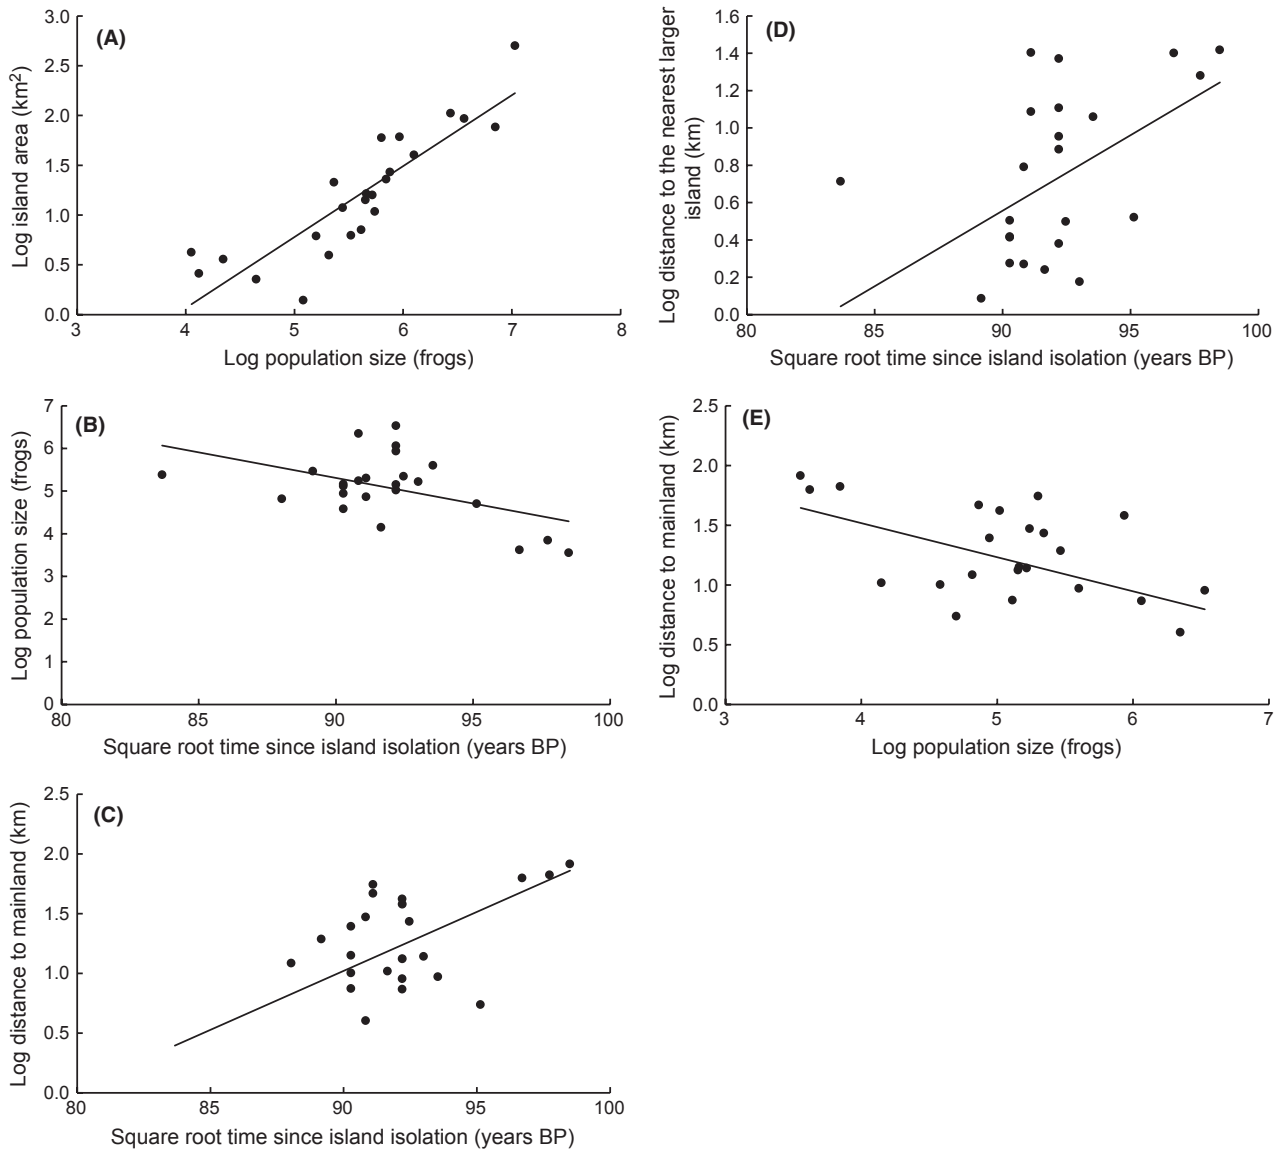 (A)
Log island area (km²)
3.0
2.5
2.0
1.5
1.0
0.5
0.0
3 4 5 6 7 8
Log population size (frogs)
(B)
Log population size (frogs)
7
6
5
4
3
2
1
0
80 85 90 95 100
Square root time since island isolation (years BP)
(C)
Log distance to mainland (km)
2.5
2.0
1.5
1.0
0.5
0.0
80 85 90 95 100
Square root time since island isolation (years BP)
(D)
Log distance to the nearest larger
island (km)
1.6
1.4
1.2
1.0
0.8
0.6
0.4
0.2
0.0
80 85 90 95 100
Square root time since island isolation (years BP)
(E)
Log distance to mainland (km)
2.5
2.0
1.5
1.0
0.5
0.0
3 4 5 6 7
Log population size (frogs)